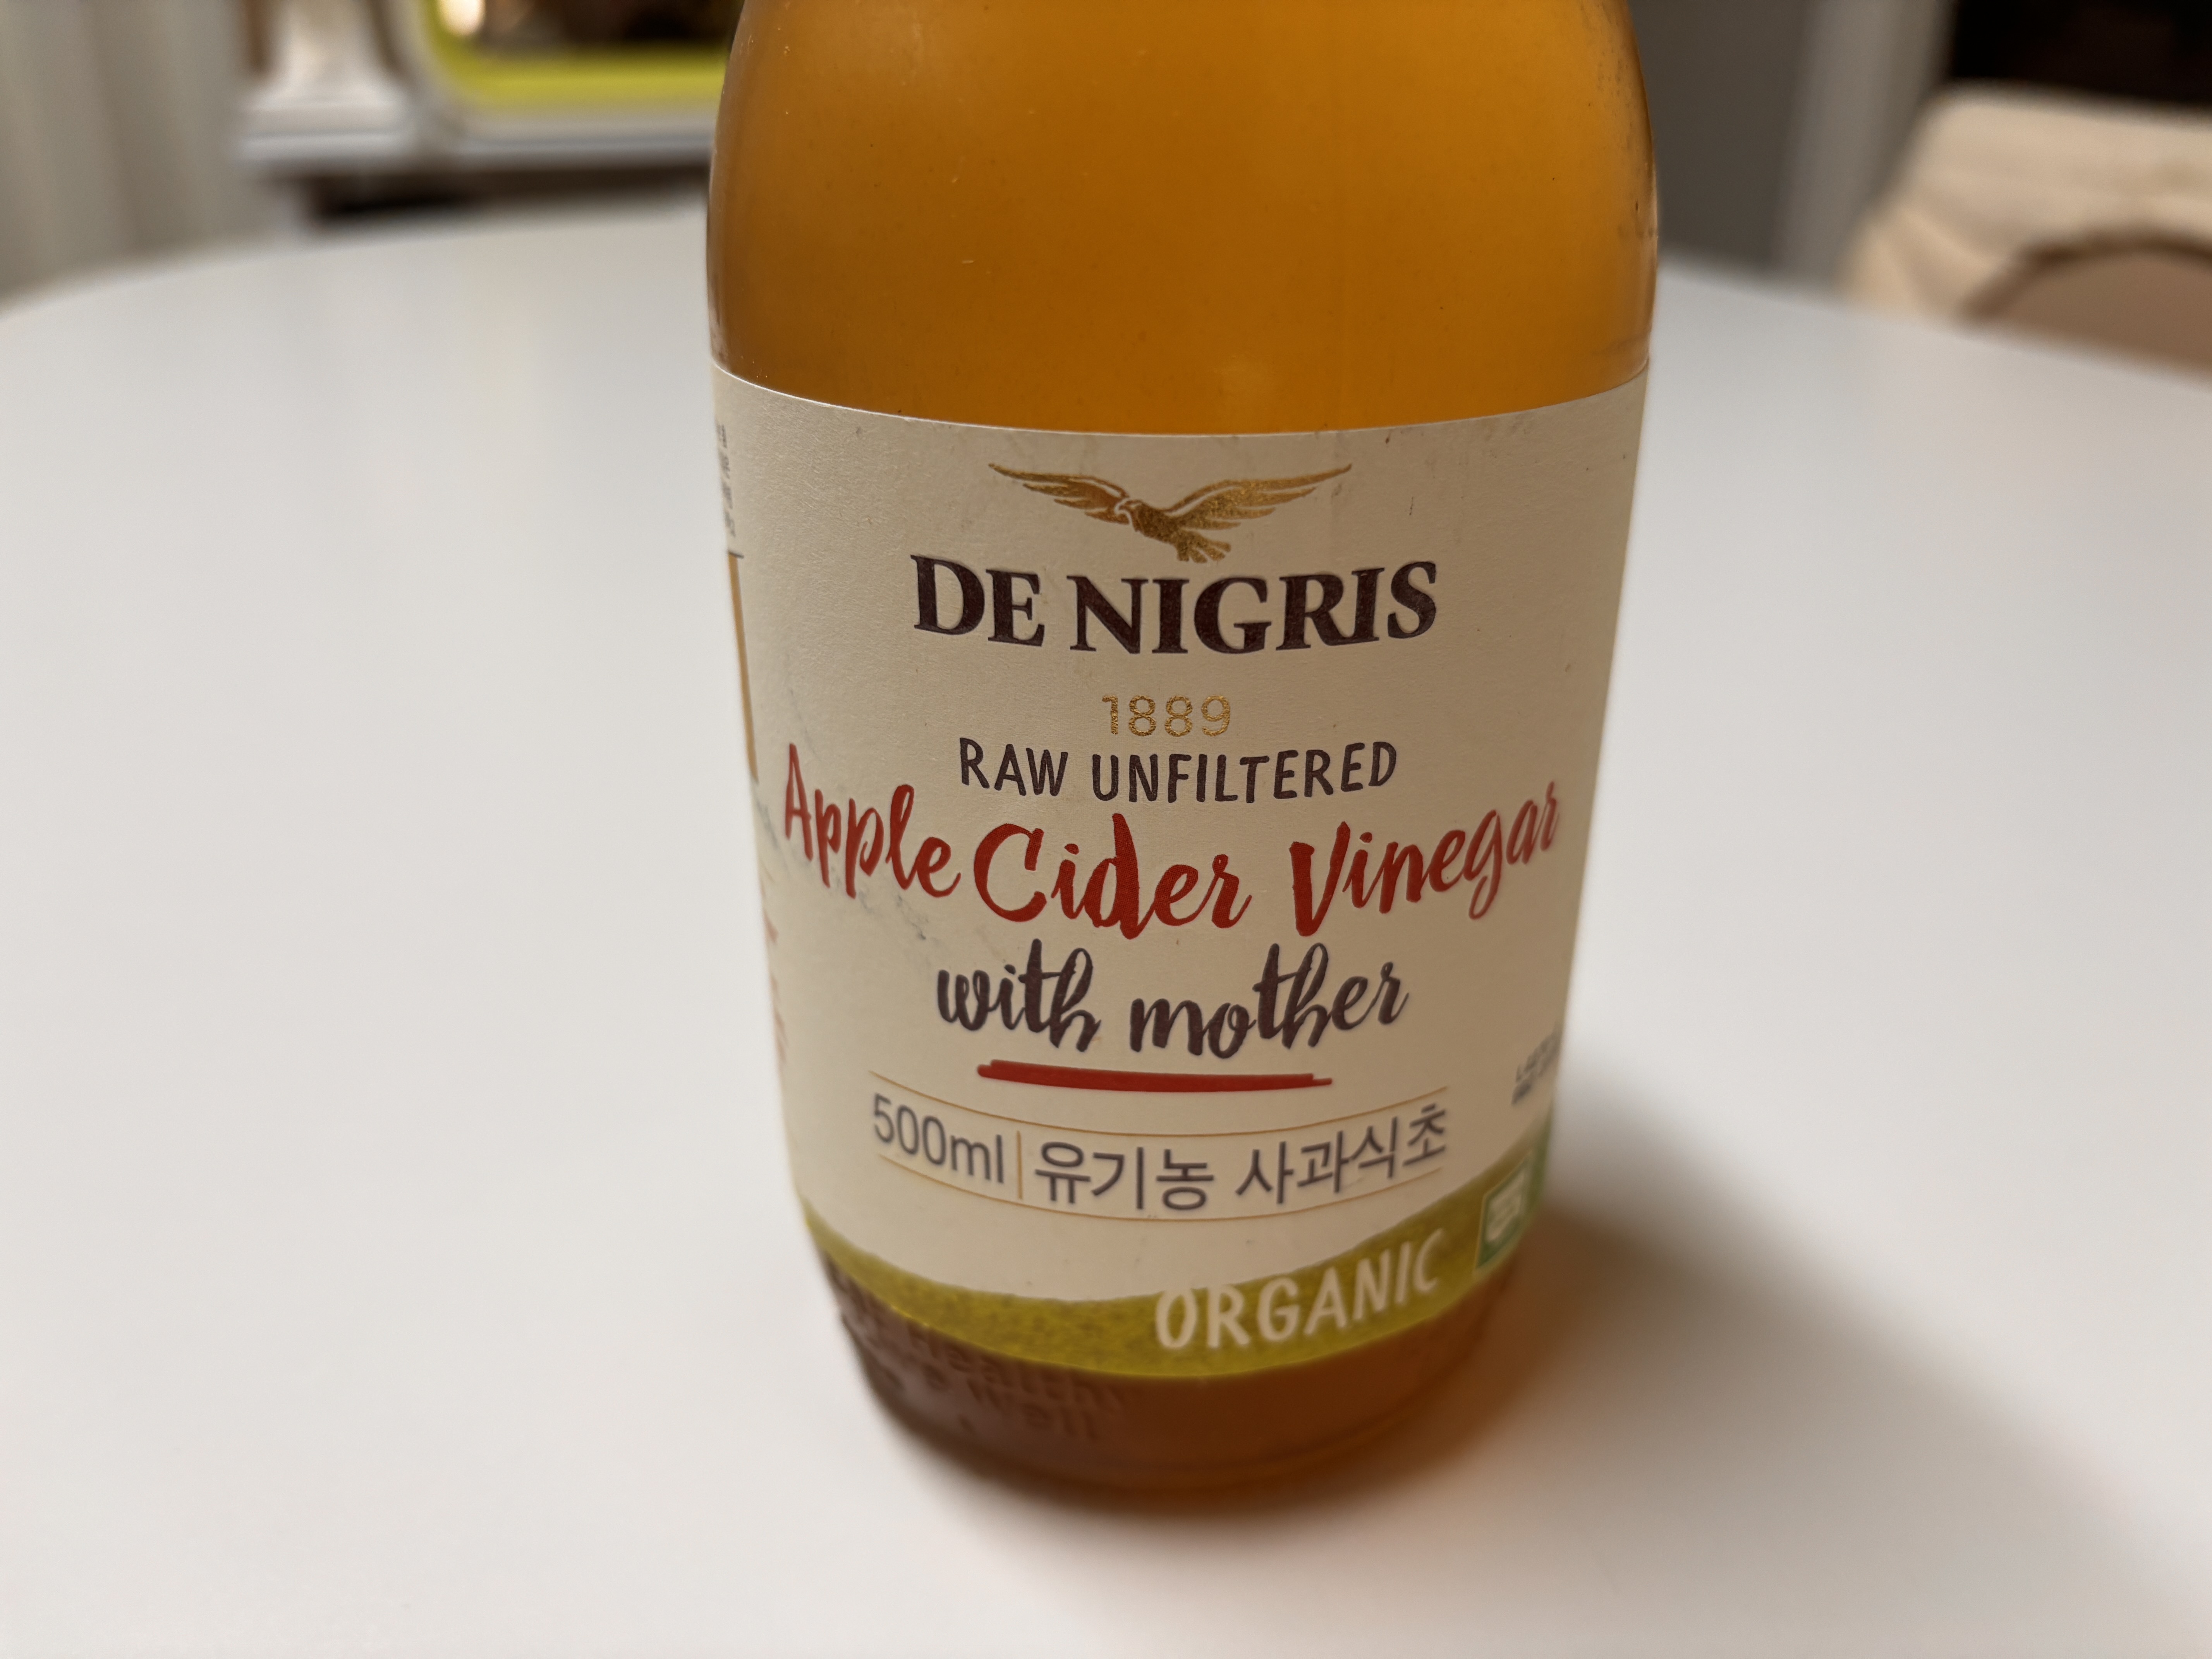 DE NIGRIS
1889
RAW UNFILTERED
Apple Cider Vinegar
with mother
500ml 유기농 사과식초
ORGANIC
Healthy